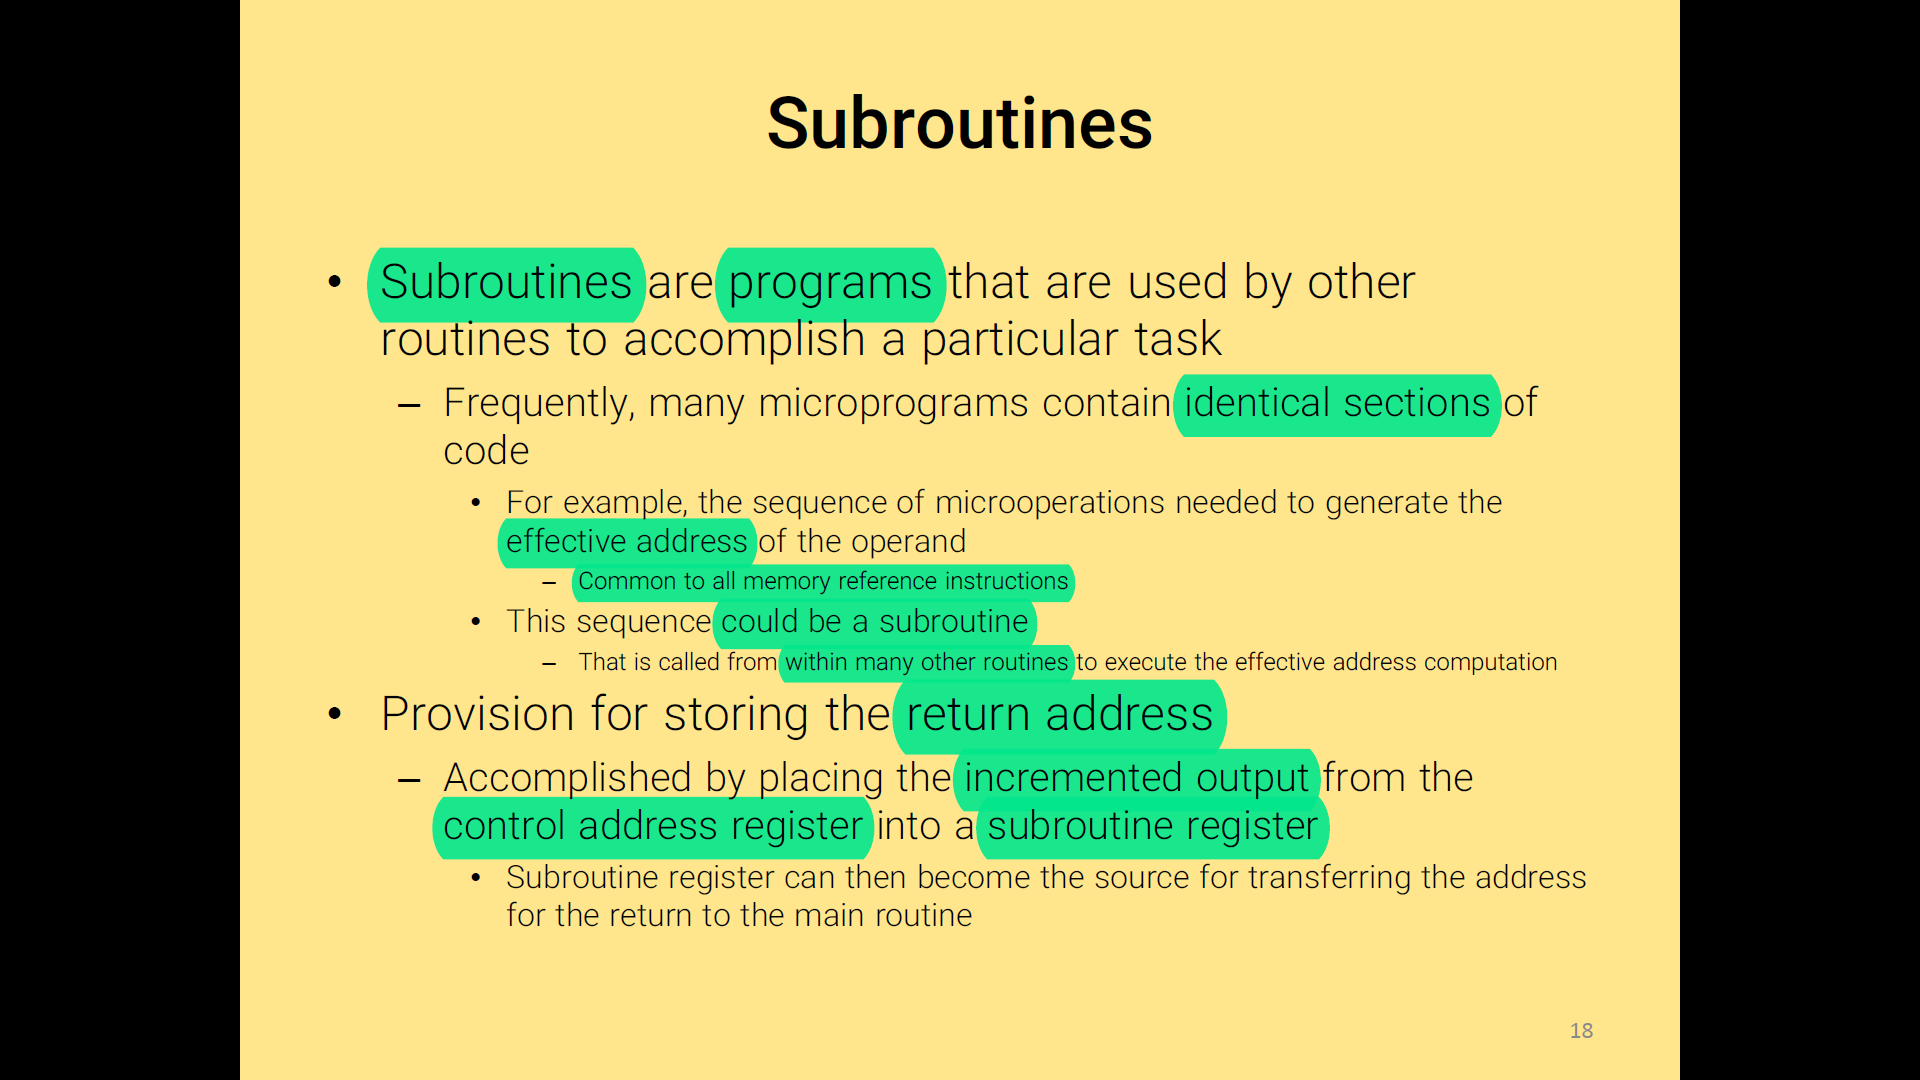 Subroutines
• Subroutines are programs that are used by other
routines to accomplish a particular task
– Frequently, many microprograms contain identical sections of
code
• For example, the sequence of microoperations needed to generate the
effective address of the operand
– Common to all memory reference instructions
• This sequence could be a subroutine
– That is called from within many other routines to execute the effective address computation
• Provision for storing the return address
– Accomplished by placing the incremented output from the
control address register into a subroutine register
• Subroutine register can then become the source for transferring the address
for the return to the main routine
18